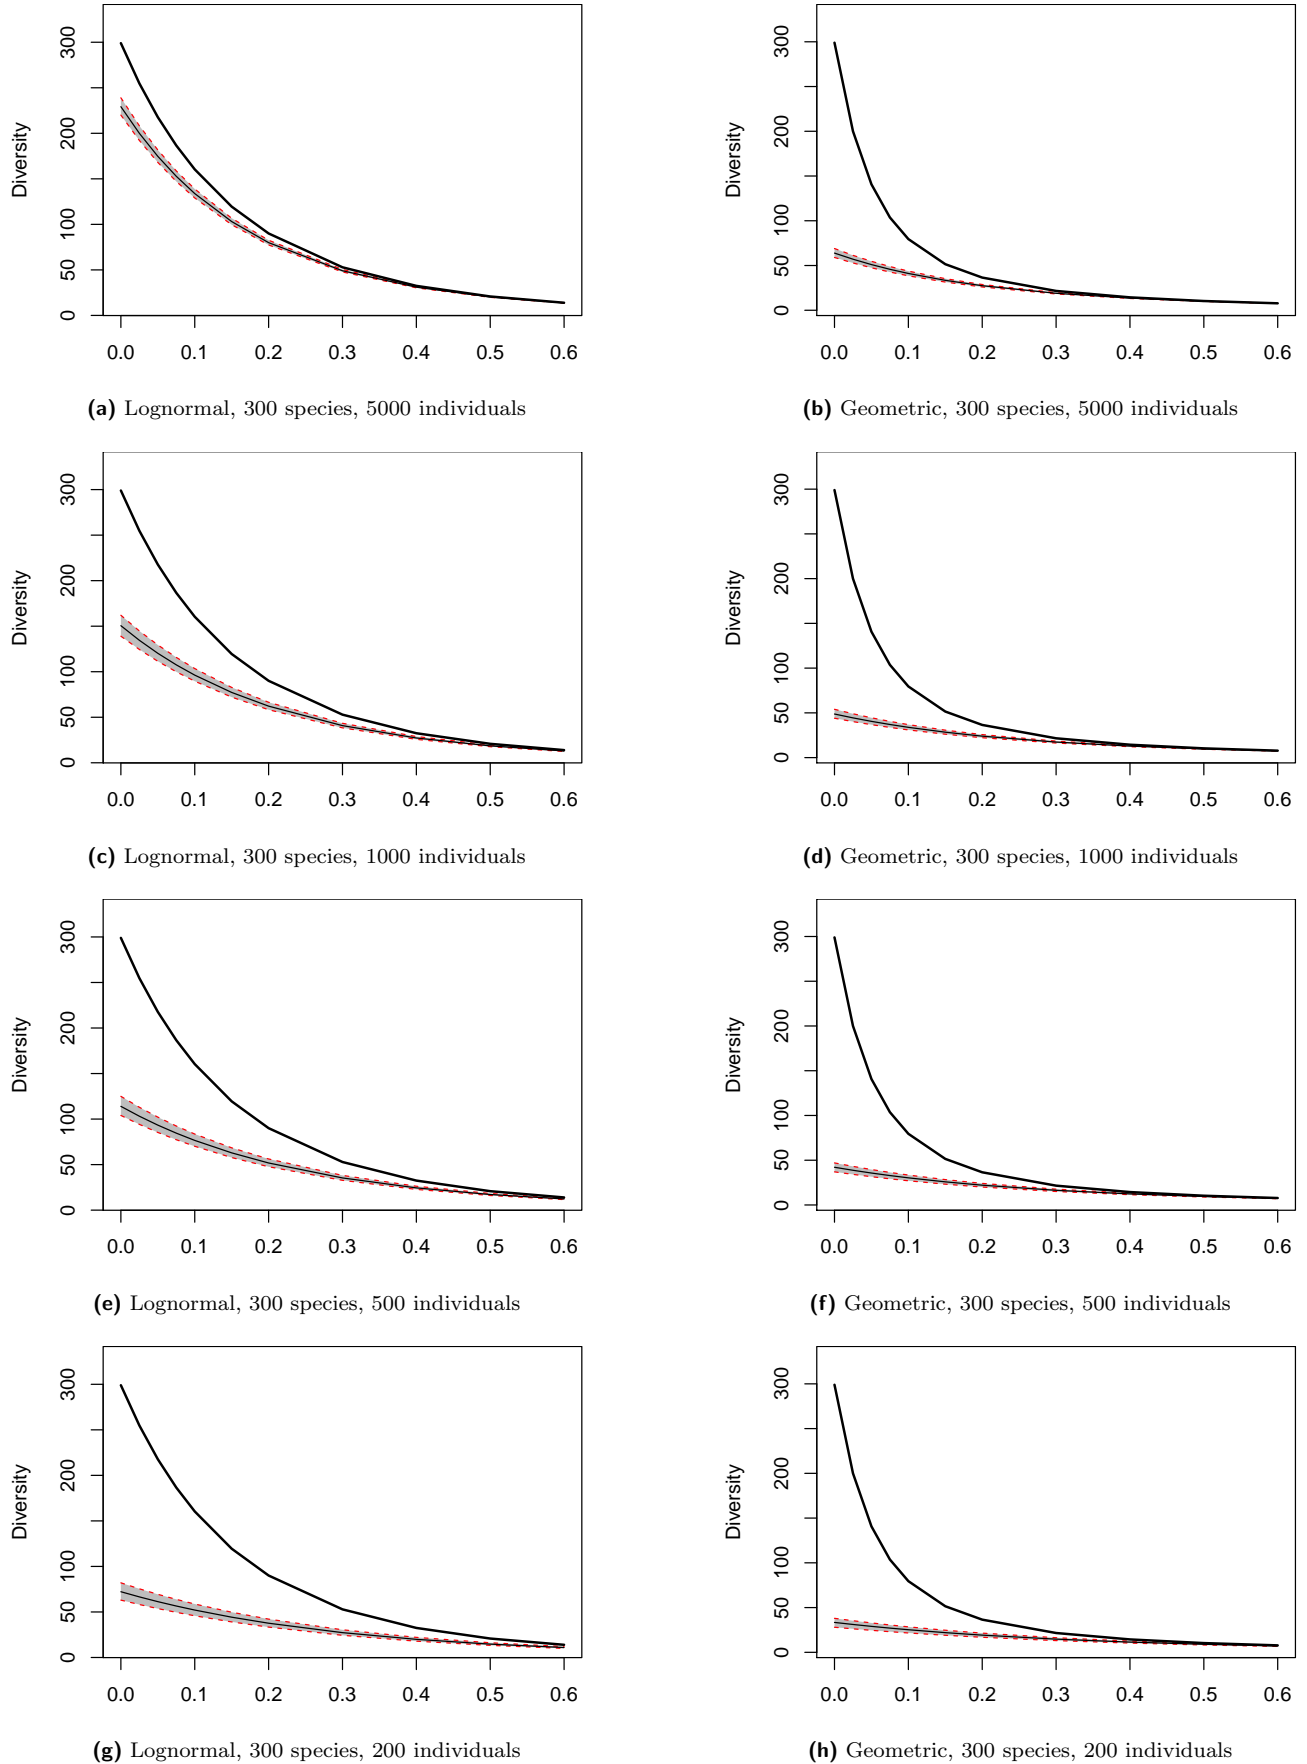 Diversity
0 50 100 200 300
0.0 0.1 0.2 0.3 0.4 0.5 0.6
(a) Lognormal, 300 species, 5000 individuals
Diversity
0 50 100 200 300
0.0 0.1 0.2 0.3 0.4 0.5 0.6
(b) Geometric, 300 species, 5000 individuals
Diversity
0 50 100 200 300
0.0 0.1 0.2 0.3 0.4 0.5 0.6
(c) Lognormal, 300 species, 1000 individuals
Diversity
0 50 100 200 300
0.0 0.1 0.2 0.3 0.4 0.5 0.6
(d) Geometric, 300 species, 1000 individuals
Diversity
0 50 100 200 300
0.0 0.1 0.2 0.3 0.4 0.5 0.6
(e) Lognormal, 300 species, 500 individuals
Diversity
0 50 100 200 300
0.0 0.1 0.2 0.3 0.4 0.5 0.6
(f) Geometric, 300 species, 500 individuals
Diversity
0 50 100 200 300
0.0 0.1 0.2 0.3 0.4 0.5 0.6
(g) Lognormal, 300 species, 200 individuals
Diversity
0 50 100 200 300
0.0 0.1 0.2 0.3 0.4 0.5 0.6
(h) Geometric, 300 species, 200 individuals